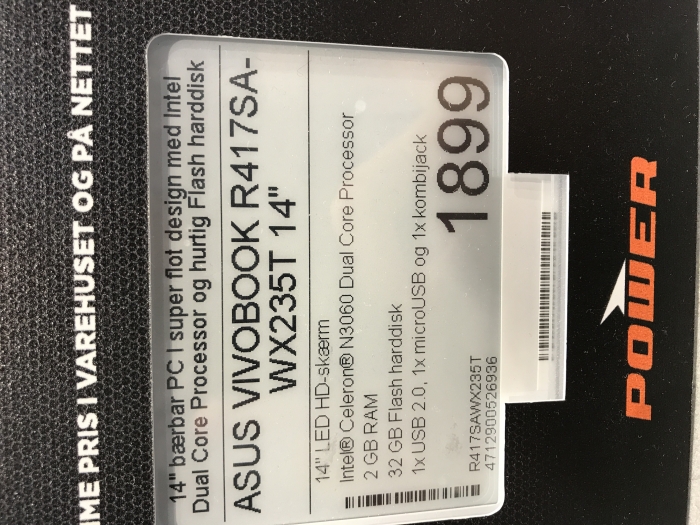 IME PRIS I VAREHUSET OG PÅ NETTET
14" bærbar PC I super flot design med Intel
Dual Core Processor og hurtig Flash harddisk
ASUS VIVOBOOK R417SA-
WX235T 14"
14" LED HD-skærm
Intel® Celeron® N3060 Dual Core Processor
2 GB RAM
32 GB Flash harddisk
1x USB 2.0, 1x microUSB og 1x kombijack
1899
R417SAWX235T
4712900526936
POWER